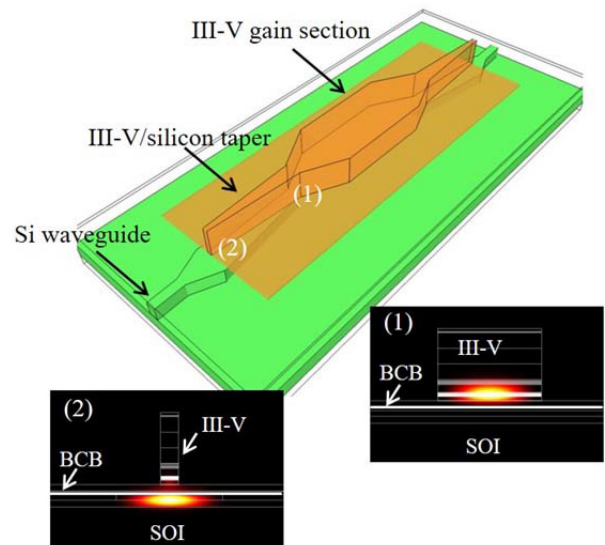 III-V gain section
III-V/silicon taper
(1)
Si waveguide
(2)
(1)
III-V
BCB
SOI
(2)
III-V
BCB
SOI